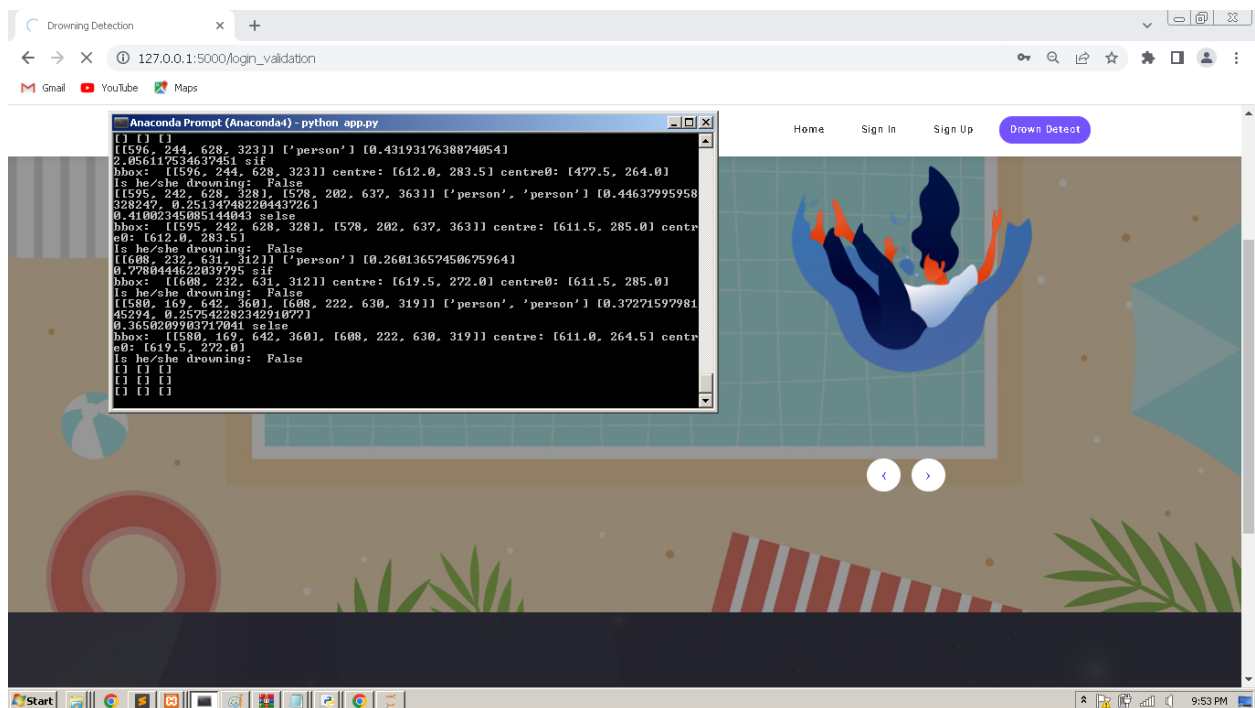 Drowning Detection
127.0.0.1:5000/login_validation
Gmail YouTube Maps
Anaconda Prompt (Anaconda4) - python app.py
[] [] []
[[596, 244, 628, 323]] ['person'] [0.4319317638874054]
2.056117534637451 sif
bbox: [[596, 244, 628, 323]] centre: [612.0, 283.5] centre0: [477.5, 264.0]
Is he/she drowning: False
[[595, 242, 628, 328], [578, 202, 637, 363]] ['person', 'person'] [0.44637995958
328247, 0.25134748220443726]
0.41002345085144043 selse
bbox: [[595, 242, 628, 328], [578, 202, 637, 363]] centre: [611.5, 285.0] centr
e0: [612.0, 283.5]
Is he/she drowning: False
[[608, 232, 631, 312]] ['person'] [0.26013657450675964]
0.7780444622039795 sif
bbox: [[608, 232, 631, 312]] centre: [619.5, 272.0] centre0: [611.5, 285.0]
Is he/she drowning: False
[[580, 169, 642, 360], [608, 222, 630, 319]] ['person', 'person'] [0.37271597981
45294, 0.25754228234291077]
0.3650209903717041 selse
bbox: [[580, 169, 642, 360], [608, 222, 630, 319]] centre: [611.0, 264.5] centr
e0: [619.5, 272.0]
Is he/she drowning: False
[] [] []
[] [] []
[] [] []
Home Sign In Sign Up Drown Detect
Start 9:53 PM